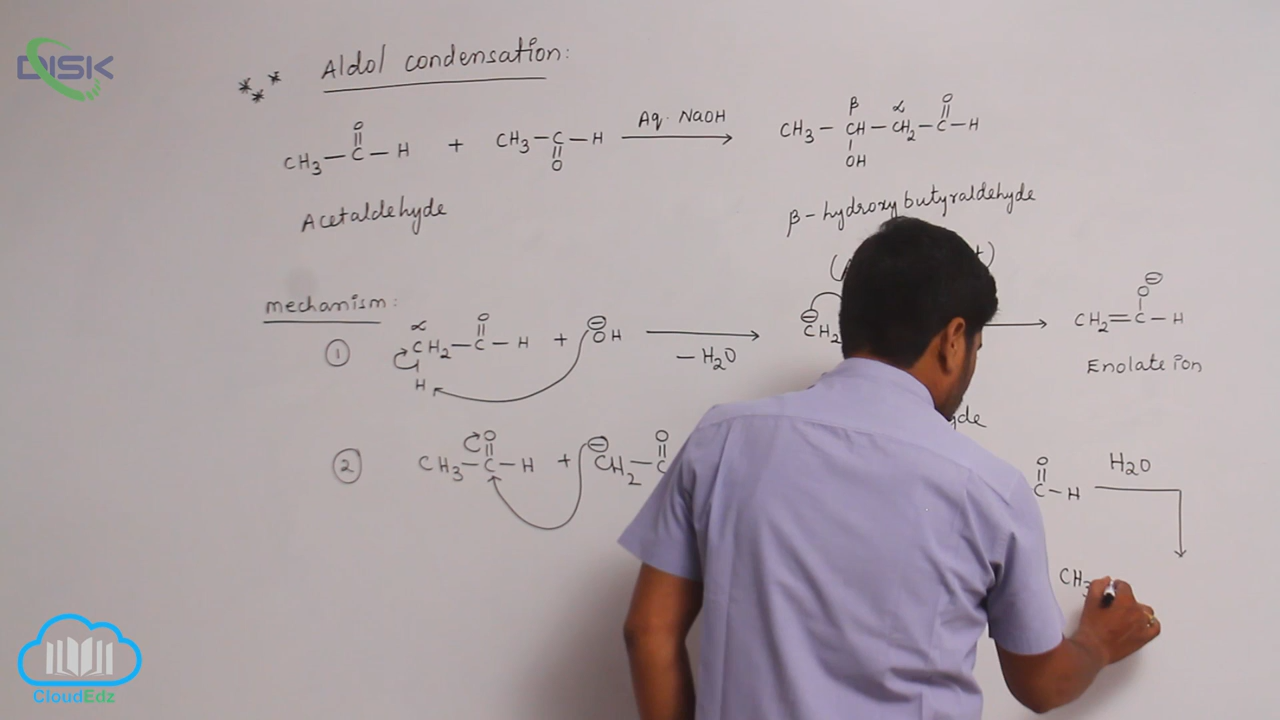 DISK
Aldol condensation:
O
CH3 — C — H + CH3 — C — H Aq. NaOH
O
β α O
CH3 — CH — CH2 — C — H
OH
Acetaldehyde
β - hydroxy butyraldehyde
mechanism:
① α CH2 — C — H + ⊖OH
O
H
— H2O
⊖
CH2
O ⊖
CH2 = C — H
Enolate ion
② CH3 — C — H + ⊖CH2 — C
O O
O
C — H H2O
CH3
CloudEdz